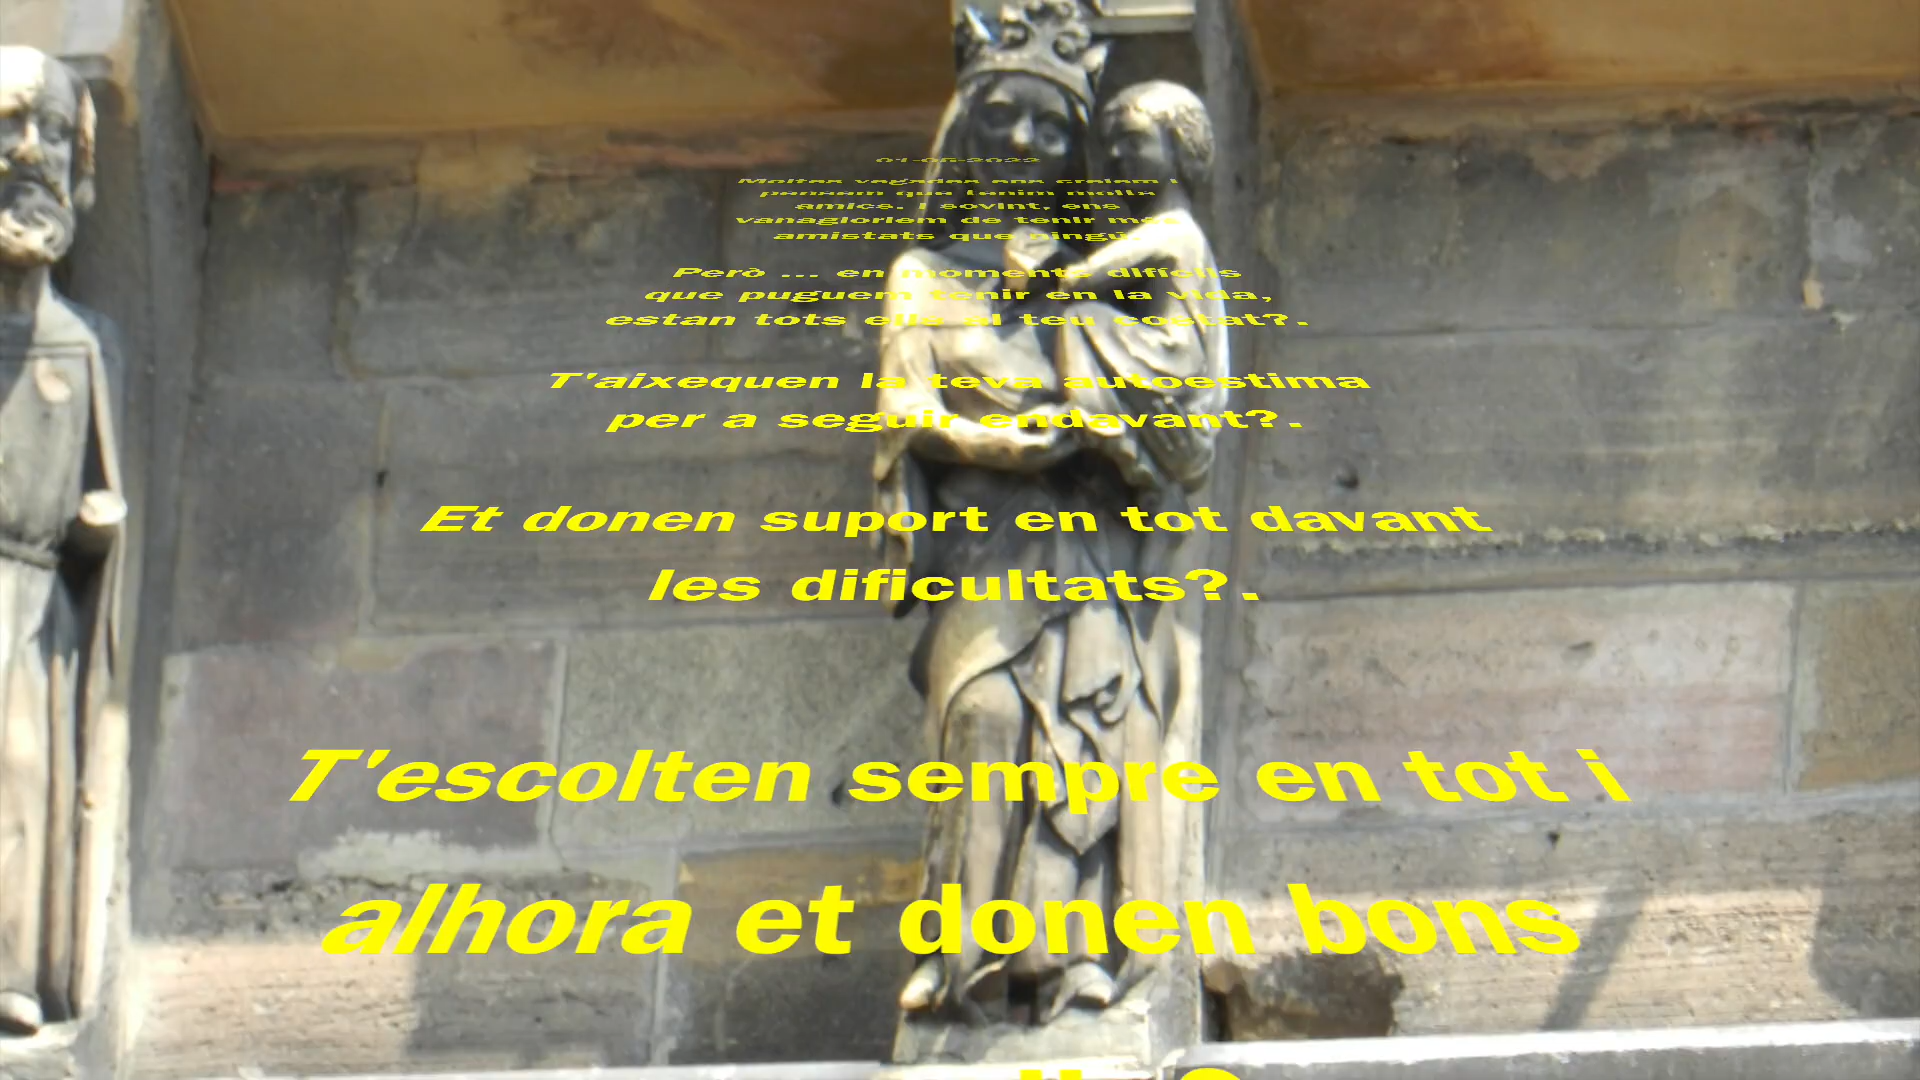 01-05-2022
Moltes vegades ens creiem i
pensem que tenim molts
amics. I sovint, ens
vanagloriem de tenir més
amistats que ningú.
Però ... en moments difícils
que puguem tenir en la vida,
estan tots ells al teu costat?.
T'aixequen la teva autoestima
per a seguir endavant?.
Et donen suport en tot davant
les dificultats?.
T'escolten sempre en tot i
alhora et donen bons